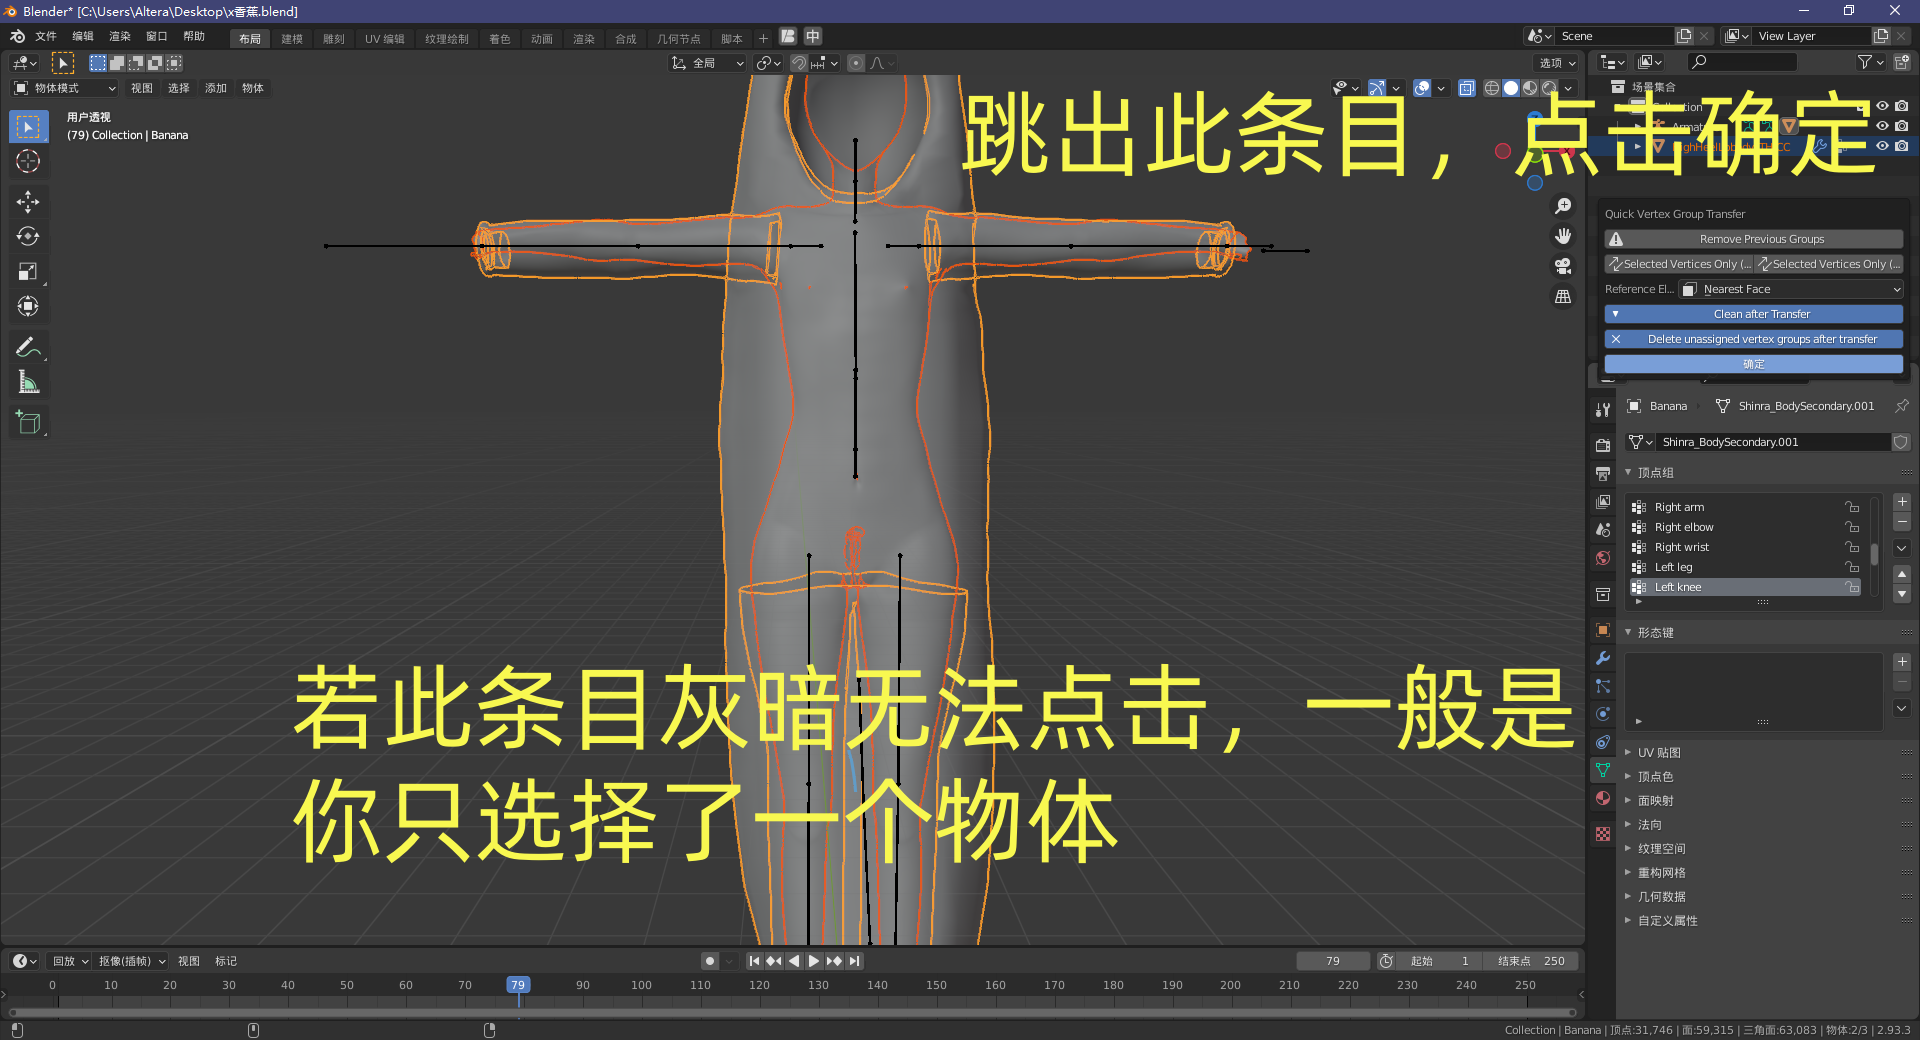 Blender* [C:\Users\Altera\Desktop\x香蕉.blend]
文件 编辑 渲染 窗口 帮助 布局 建模 雕刻 UV 编辑 纹理绘制 着色 动画 渲染 合成 几何节点 脚本 + 中 Scene View Layer
全局 选项
物体模式 视图 选择 添加 物体 场景集合
用户透视
(79) Collection | Banana
跳出此条目，点击确定
Quick Vertex Group Transfer
Remove Previous Groups
Selected Vertices Only (... Selected Vertices Only (...
Reference El... Nearest Face
Clean after Transfer
Delete unassigned vertex groups after transfer
确定
Banana Shinra_BodySecondary.001
Shinra_BodySecondary.001
顶点组
Right arm
Right elbow
Right wrist
Left leg
Left knee
形态键
若此条目灰暗无法点击，一般是
你只选择了一个物体
UV 贴图
顶点色
面映射
法向
纹理空间
重构网格
几何数据
自定义属性
回放 抠像(插帧) 视图 标记 79 起始 1 结束点 250
0 10 20 30 40 50 60 70 79 90 100 110 120 130 140 150 160 170 180 190 200 210 220 230 240 250
Collection | Banana | 顶点:31,746 | 面:59,315 | 三角面:63,083 | 物体:2/3 | 2.93.3